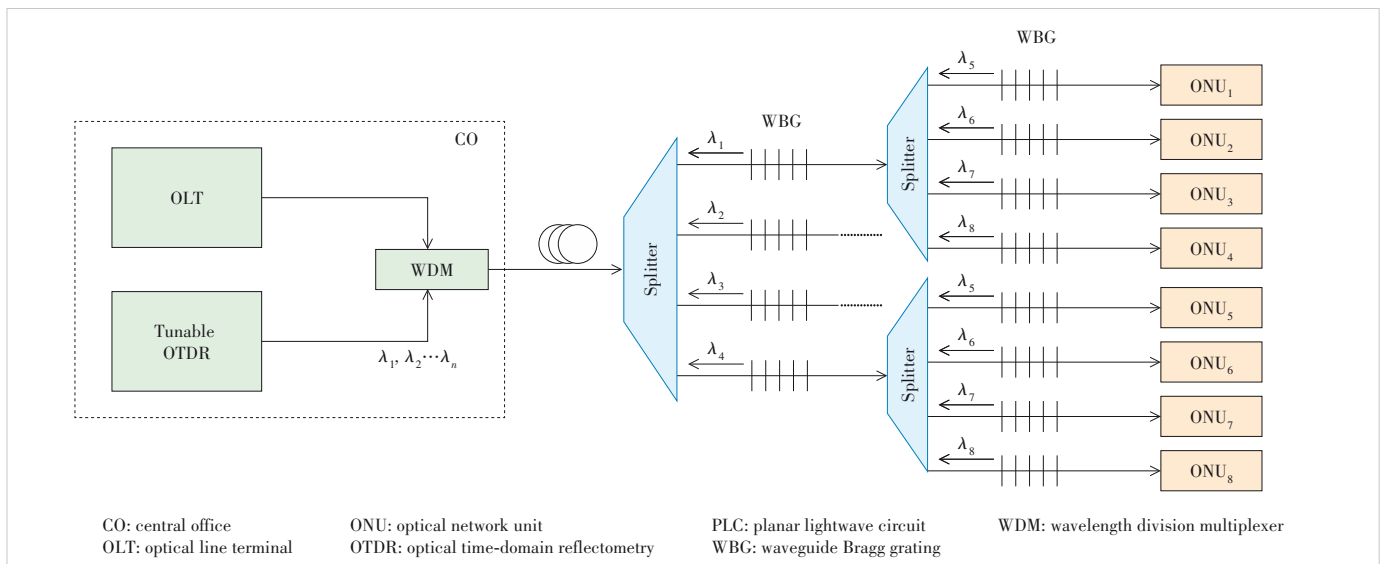 CO
OLT
Tunable
OTDR
WDM
λ₁, λ₂⋯λₙ
Splitter
WBG
λ₁
λ₂
λ₃
λ₄
Splitter
WBG
λ₅
ONU₁
λ₆
ONU₂
λ₇
ONU₃
λ₈
ONU₄
Splitter
λ₅
ONU₅
λ₆
ONU₆
λ₇
ONU₇
λ₈
ONU₈
CO: central office
OLT: optical line terminal
ONU: optical network unit
OTDR: optical time-domain reflectometry
PLC: planar lightwave circuit
WBG: waveguide Bragg grating
WDM: wavelength division multiplexer